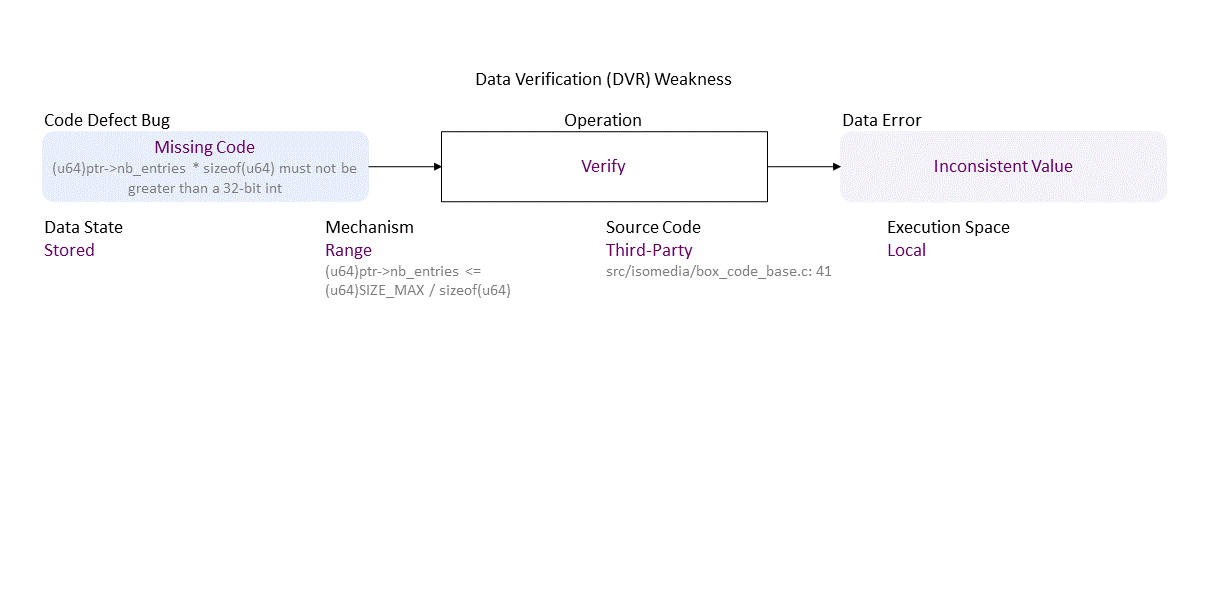 Data Verification (DVR) Weakness
Code Defect Bug
Operation
Data Error
Missing Code
(u64)ptr->nb_entries * sizeof(u64) must not be
greater than a 32-bit int
Verify
Inconsistent Value
Data State
Stored
Mechanism
Range
(u64)ptr->nb_entries <=
(u64)SIZE_MAX / sizeof(u64)
Source Code
Third-Party
src/isomedia/box_code_base.c: 41
Execution Space
Local